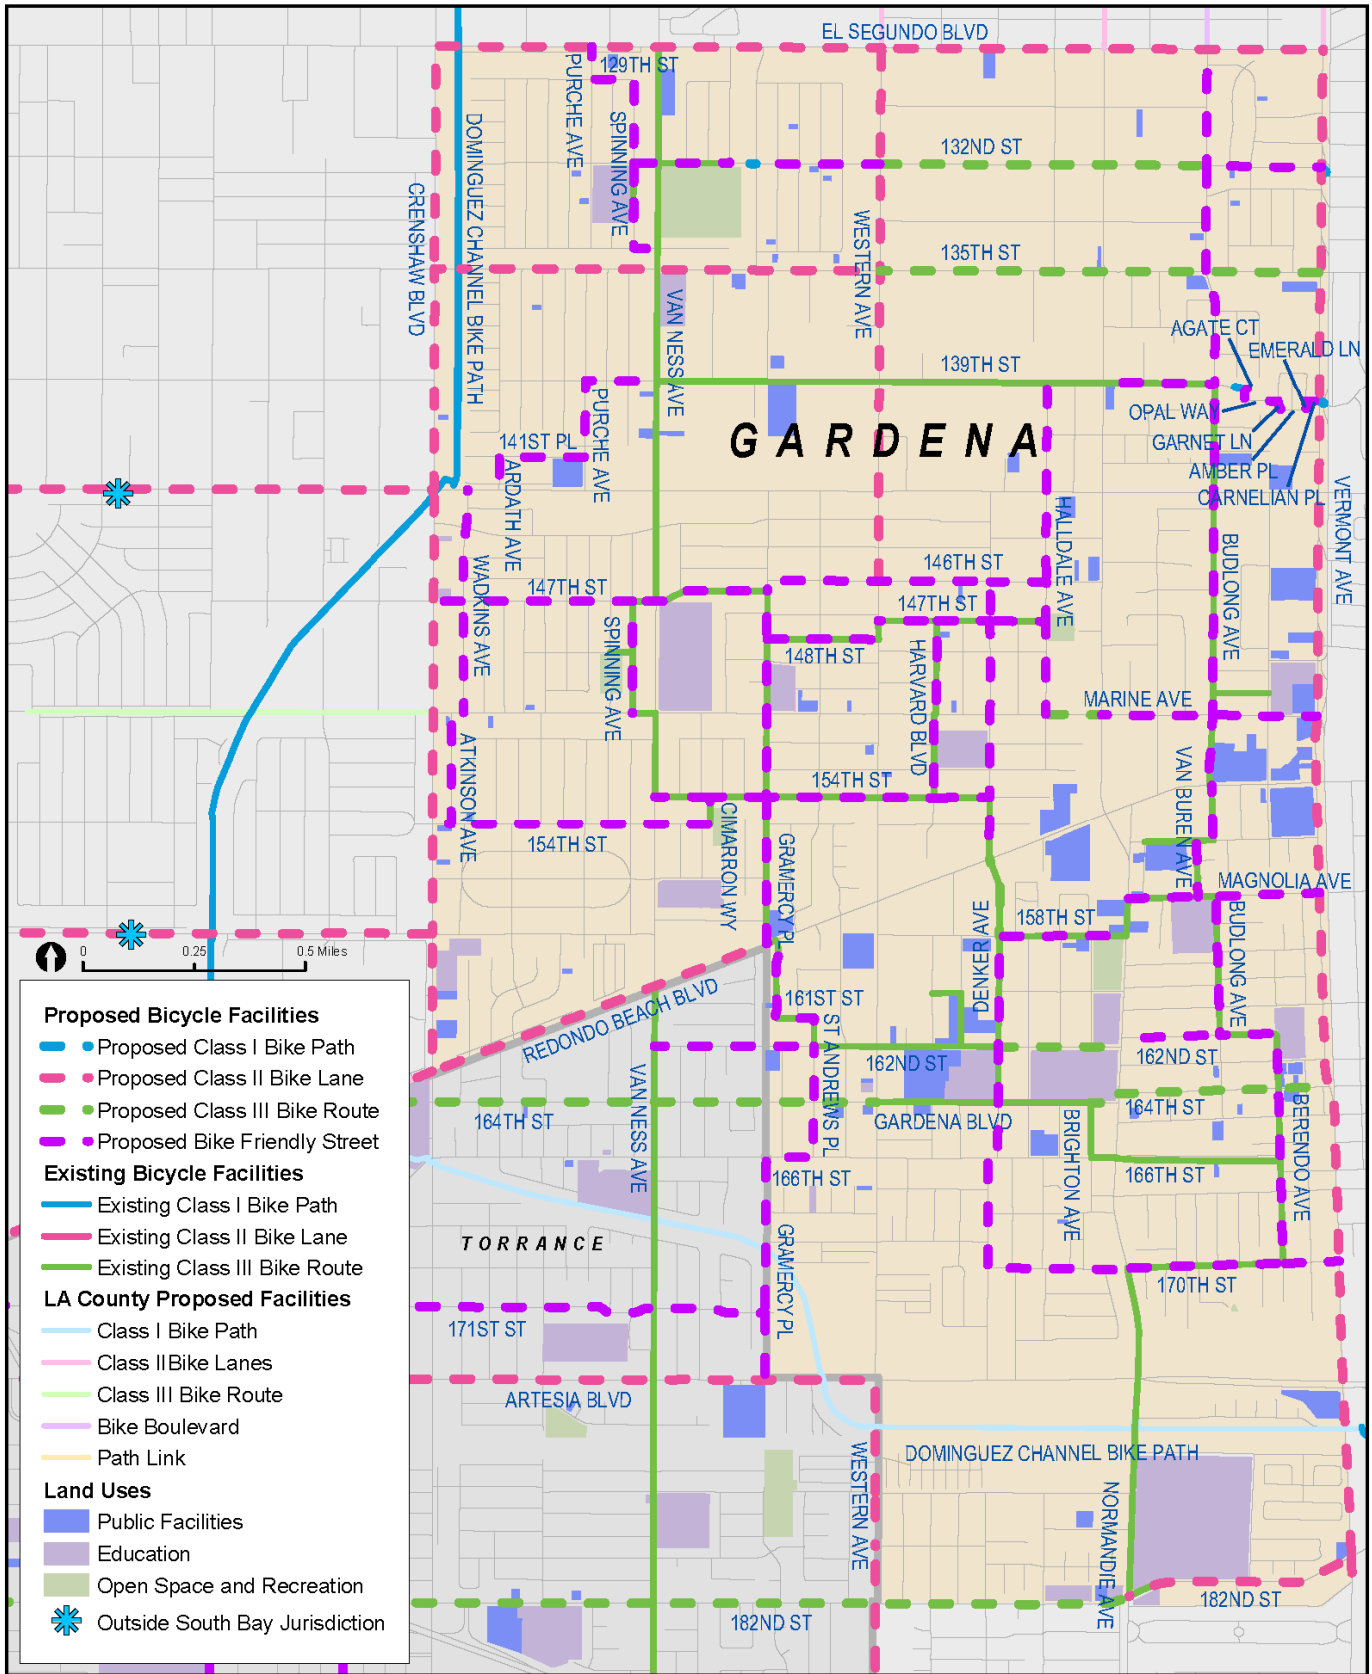 EL SEGUNDO BLVD
129TH ST
PURCHE AVE
SPINNING AVE
DOMINGUEZ CHANNEL BIKE PATH
CRENSHAW BLVD
132ND ST
WESTERN AVE
135TH ST
VAN NESS AVE
AGATE CT
EMERALD LN
139TH ST
OPAL WAY
GARNET LN
AMBER PL
CARNELIAN PL
PURCHE AVE
GARDENA
141ST PL
ARDATH AVE
VERMONT AVE
HALLDALE AVE
BUDLONG AVE
146TH ST
WADKINS AVE
147TH ST
147TH ST
SPINNING AVE
148TH ST
HARVARD BLVD
MARINE AVE
ATKINSON AVE
VAN BUREN AVE
154TH ST
CIMARRON WY
154TH ST
GRAMERCY PL
MAGNOLIA AVE
158TH ST
DENKER AVE
BUDLONG AVE
0 0.25 0.5 Miles
REDONDO BEACH BLVD
161ST ST
ST ANDREWS PL
162ND ST
162ND ST
VAN NESS AVE
164TH ST
GARDENA BLVD
164TH ST
BRIGHTON AVE
BERENDO AVE
166TH ST
166TH ST
TORRANCE
GRAMERCY PL
170TH ST
171ST ST
ARTESIA BLVD
WESTERN AVE
DOMINGUEZ CHANNEL BIKE PATH
NORMANDIE AVE
182ND ST
182ND ST
Proposed Bicycle Facilities
Proposed Class I Bike Path
Proposed Class II Bike Lane
Proposed Class III Bike Route
Proposed Bike Friendly Street
Existing Bicycle Facilities
Existing Class I Bike Path
Existing Class II Bike Lane
Existing Class III Bike Route
LA County Proposed Facilities
Class I Bike Path
Class II Bike Lanes
Class III Bike Route
Bike Boulevard
Path Link
Land Uses
Public Facilities
Education
Open Space and Recreation
Outside South Bay Jurisdiction